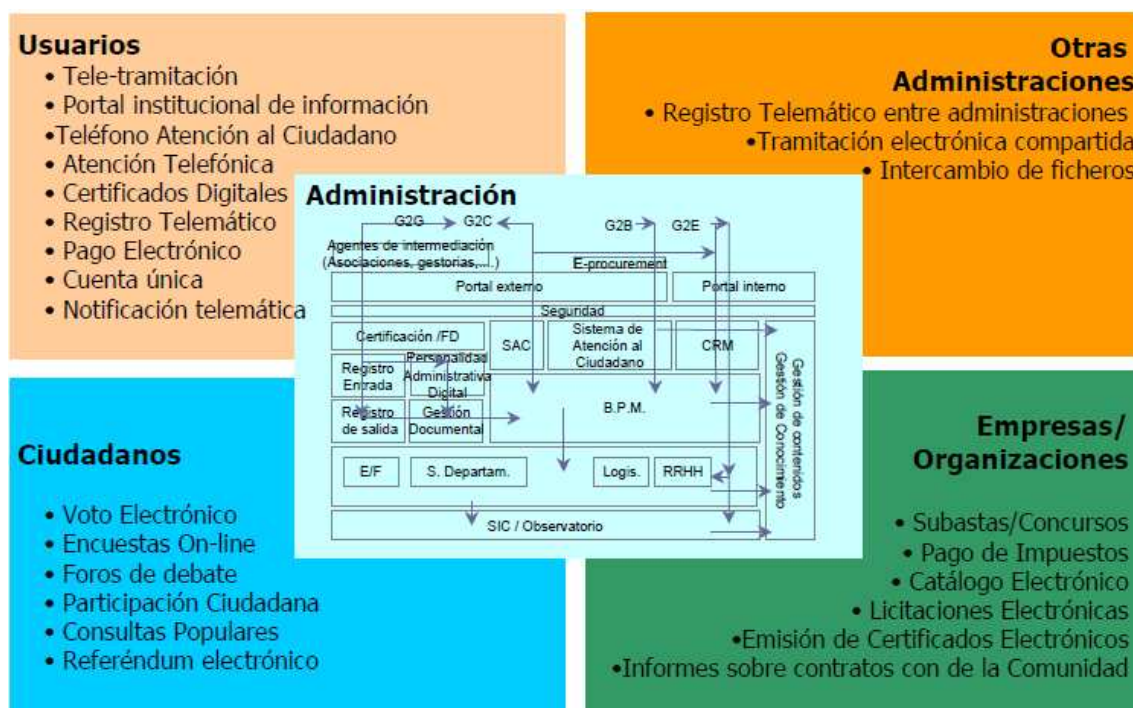 Usuarios
• Tele-tramitación
• Portal institucional de información
•Teléfono Atención al Ciudadano
• Atención Telefónica
• Certificados Digitales
• Registro Telemático
• Pago Electrónico
• Cuenta única
• Notificación telemática
Otras
Administraciones
• Registro Telemático entre administraciones
•Tramitación electrónica compartida
• Intercambio de ficheros
Administración
G2G
G2C
G2B
G2E
Agentes de intermediación
(Asociaciones, gestorias,....)
E-procurement
Portal externo
Portal interno
Seguridad
Certificación /FD
SAC
Sistema de
Atención al
Ciudadano
CRM
Registro
Entrada
Personalidad
Administrativa
Digital
Registro
de salida
Gestión
Documental
B.P.M.
Gestión de contenidos
Gestión de Conocimiento
E/F
S. Departam.
Logis.
RRHH
SIC / Observatorio
Ciudadanos
• Voto Electrónico
• Encuestas On-line
• Foros de debate
• Participación Ciudadana
• Consultas Populares
• Referéndum electrónico
Empresas/
Organizaciones
• Subastas/Concursos
• Pago de Impuestos
• Catálogo Electrónico
• Licitaciones Electrónicas
•Emisión de Certificados Electrónicos
•Informes sobre contratos con de la Comunidad